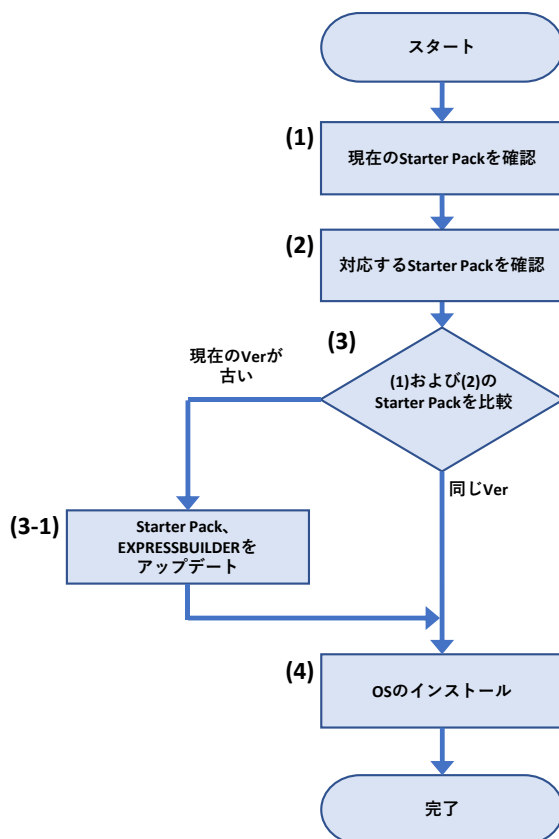 スタート
(1)
現在のStarter Packを確認
(2)
対応するStarter Packを確認
(3)
現在のVerが
古い
(1)および(2)の
Starter Packを比較
同じVer
(3-1)
Starter Pack、
EXPRESSBUILDERを
アップデート
(4)
OSのインストール
完了